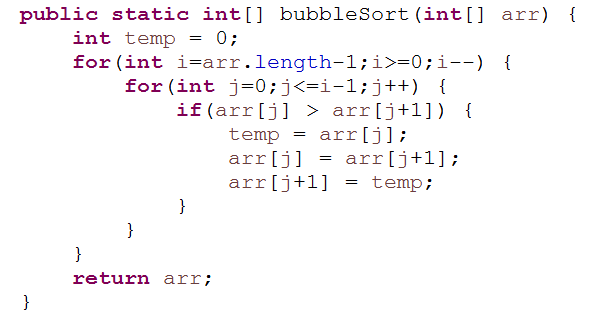 public static int[] bubbleSort(int[] arr) {
    int temp = 0;
    for(int i=arr.length-1;i>=0;i--) {
        for(int j=0;j<=i-1;j++) {
            if(arr[j] > arr[j+1]) {
                temp = arr[j];
                arr[j] = arr[j+1];
                arr[j+1] = temp;
            }
        }
    }
    return arr;
}